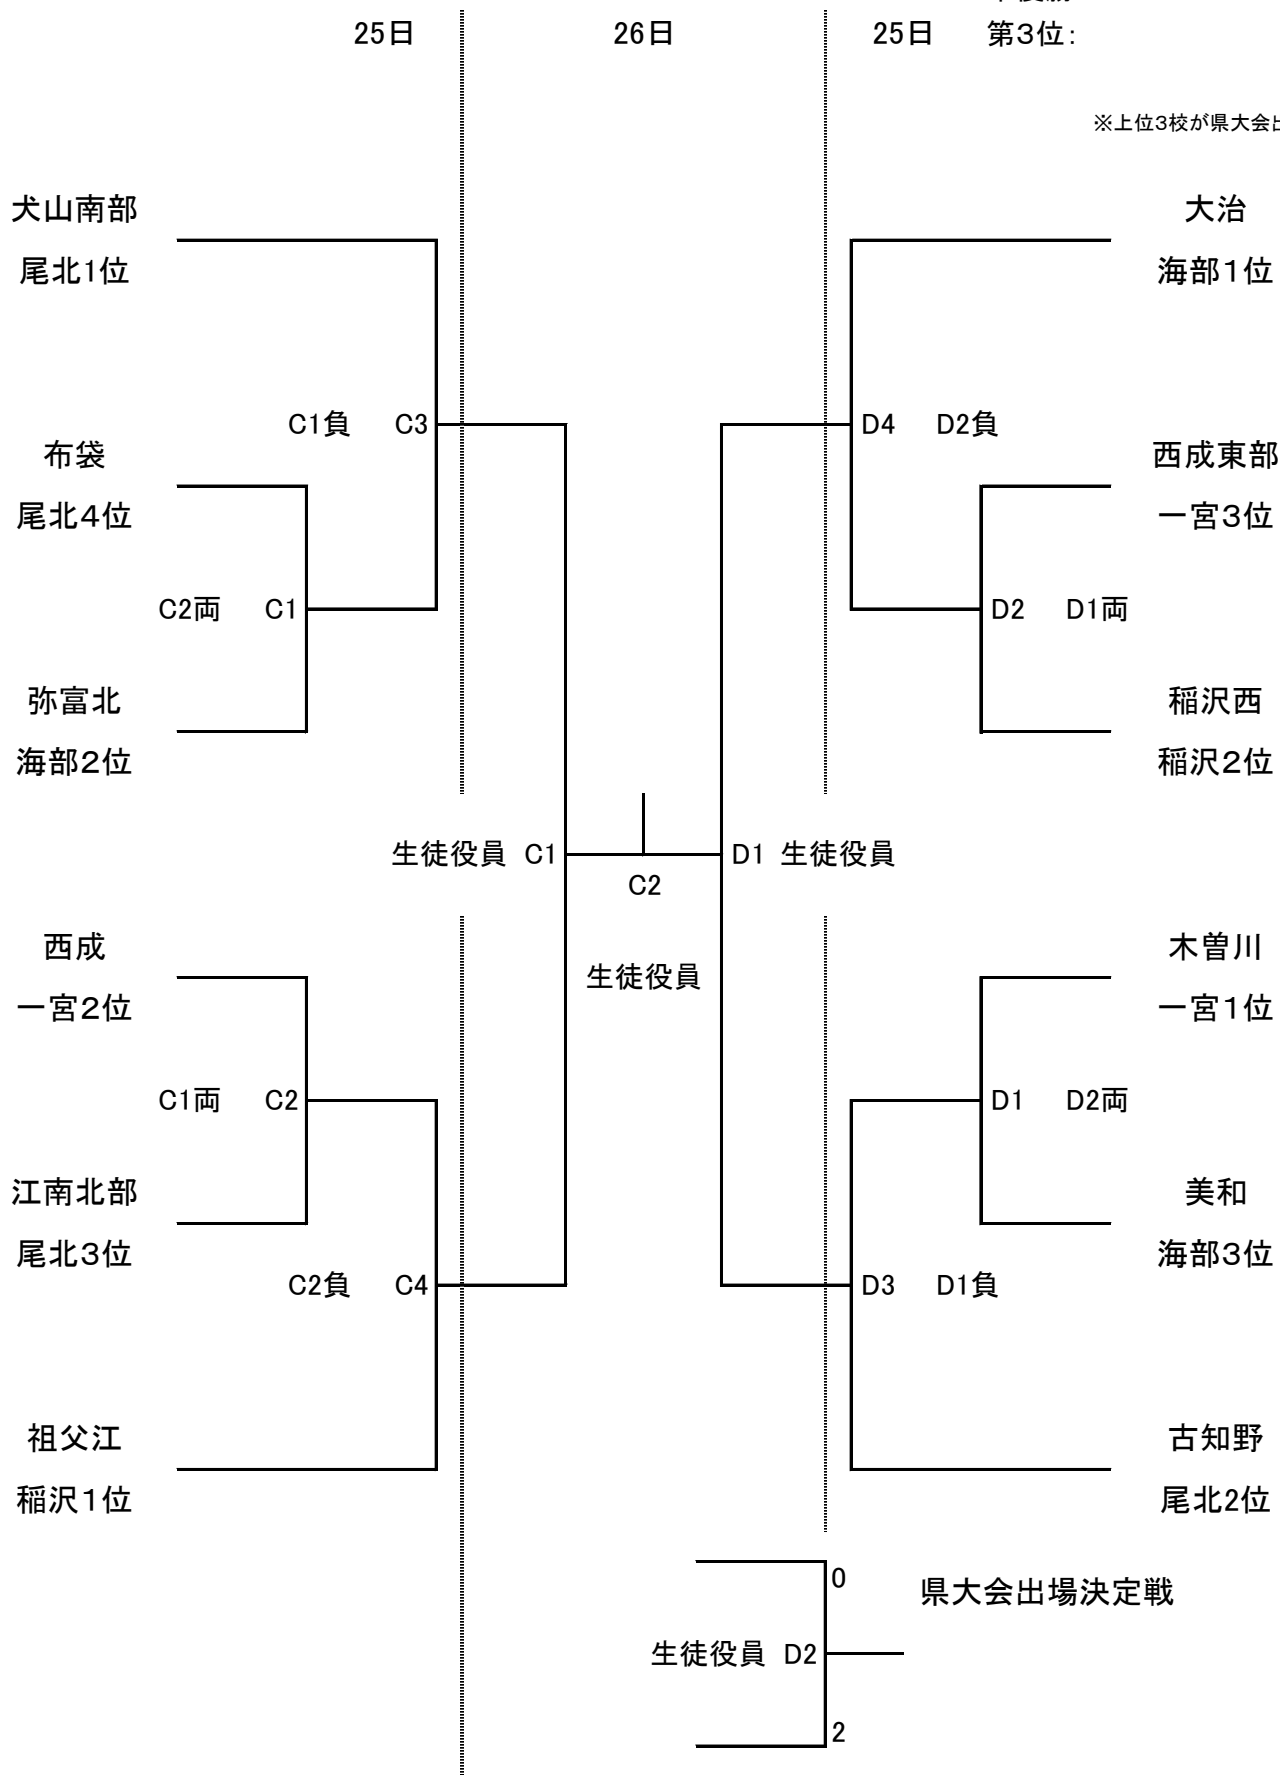 25日 26日 25日 第3位：
※上位3校が県大会出
犬山南部
尾北1位
大治
海部1位
C1負 C3
D4 D2負
布袋
尾北4位
西成東部
一宮3位
C2両 C1
D2 D1両
弥富北
海部2位
稲沢西
稲沢2位
生徒役員 C1
D1 生徒役員
C2
生徒役員
西成
一宮2位
木曽川
一宮1位
C1両 C2
D1 D2両
江南北部
尾北3位
美和
海部3位
C2負 C4
D3 D1負
祖父江
稲沢1位
古知野
尾北2位
0
県大会出場決定戦
生徒役員 D2
2